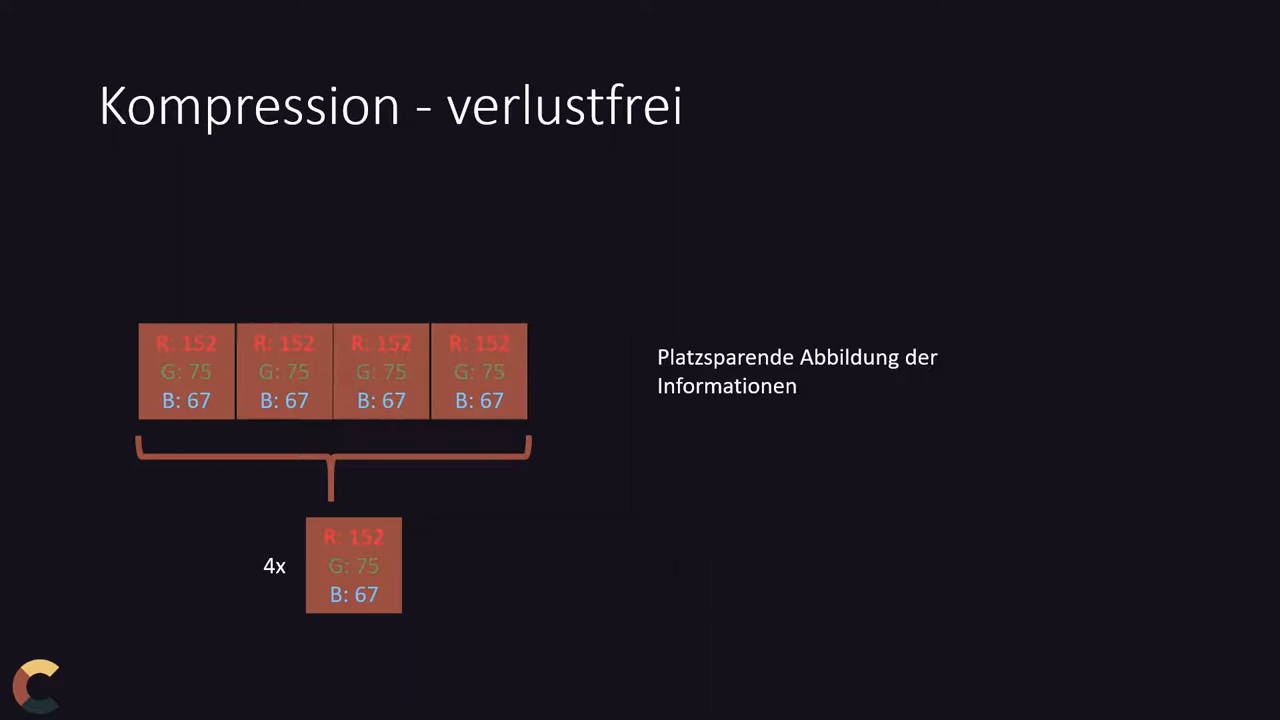 Kompression - verlustfrei
R: 152 R: 152 R: 152 R: 152
G: 75 G: 75 G: 75 G: 75
B: 67 B: 67 B: 67 B: 67
Platzsparende Abbildung der
Informationen
4x
R: 152
G: 75
B: 67